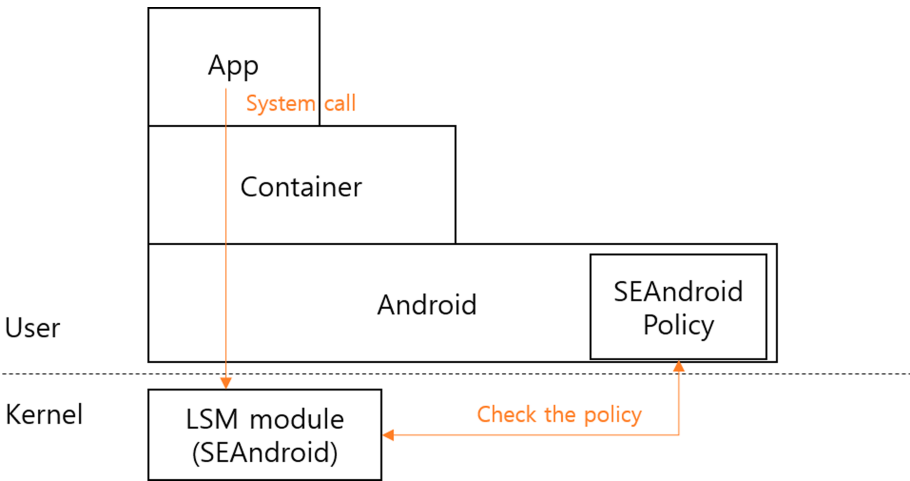 App
System call
Container
Android
SEAndroid
Policy
User
Kernel
LSM module
(SEAndroid)
Check the policy